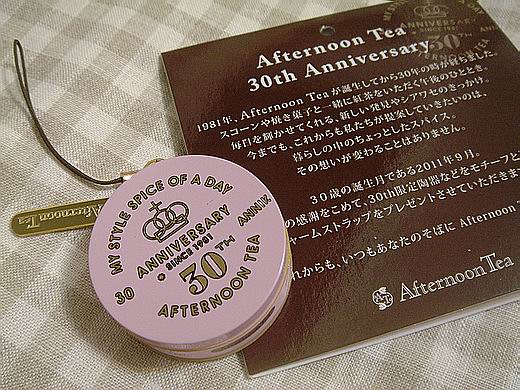 Afternoon Tea
30th Anniversary
1981年、Afternoon Teaが誕生してから30年の時が経ちました。
スコーンや焼き菓子と一緒に紅茶をいただく午後のひととき。
毎日を輝かせてくれる、新しい発見やシアワセのきっかけ。
今までも、これからも私たちが提案していきたいのは、
暮らしの中のちょっとしたスパイス。
その想いが変わることはありません。
30歳の誕生月である2011年9月。
の感謝をこめて、30th限定陶器などをモチーフと
ャームストラップをプレゼントさせていただきま
れからも、いつもあなたのそばに Afternoon
Afternoon Tea
ANNIVERSARY
30TH
AFTERNOON TEA
Afternoon Tea
MY STYLE SPICE OF A DAY
ANNIVERSARY
SINCE 1981
30TH
AFTERNOON TEA
30